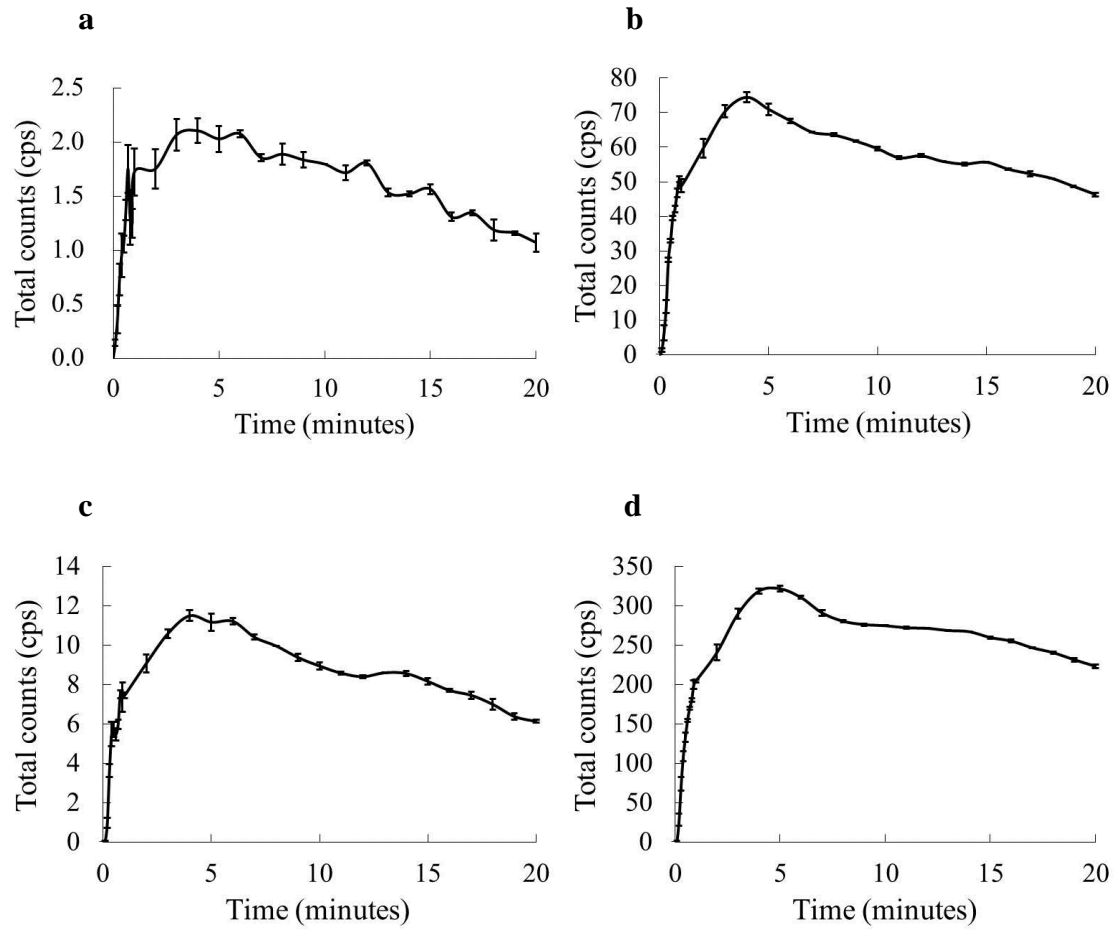 a
2.5
2.0
1.5
1.0
0.5
0.0
Total counts (cps)
0 5 10 15 20
Time (minutes)
b
80
70
60
50
40
30
20
10
0
Total counts (cps)
0 5 10 15 20
Time (minutes)
c
14
12
10
8
6
4
2
0
Total counts (cps)
0 5 10 15 20
Time (minutes)
d
350
300
250
200
150
100
50
0
Total counts (cps)
0 5 10 15 20
Time (minutes)